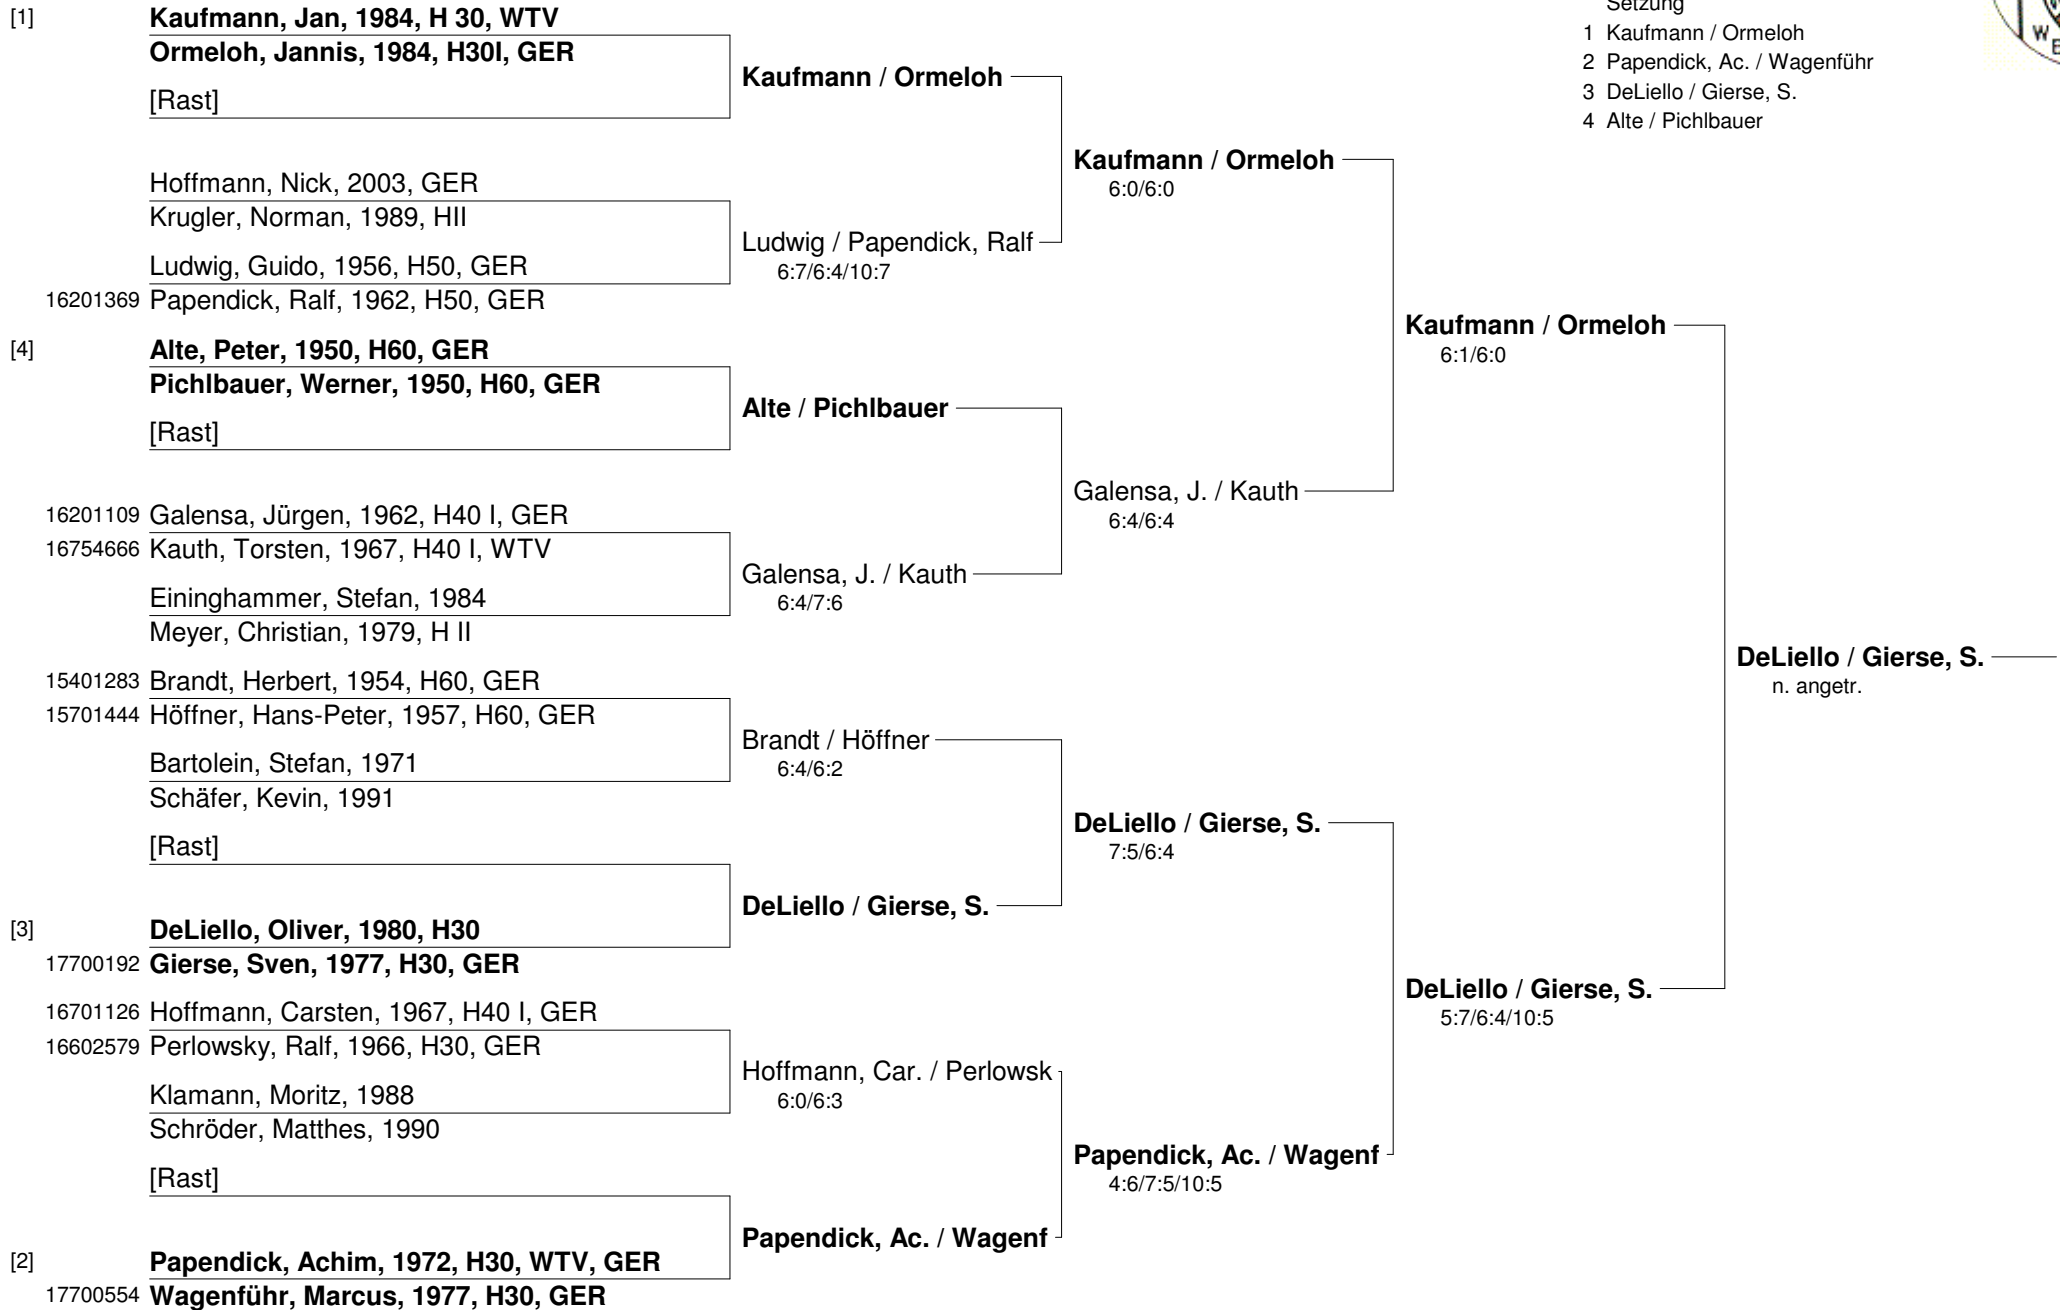 Setzung
1 Kaufmann / Ormeloh
2 Papendick, Ac. / Wagenführ
3 DeLiello / Gierse, S.
4 Alte / Pichlbauer
[1] Kaufmann, Jan, 1984, H 30, WTV
Ormeloh, Jannis, 1984, H30I, GER
[Rast]
Hoffmann, Nick, 2003, GER
Krugler, Norman, 1989, HII
Ludwig, Guido, 1956, H50, GER
16201369 Papendick, Ralf, 1962, H50, GER
[4] Alte, Peter, 1950, H60, GER
Pichlbauer, Werner, 1950, H60, GER
[Rast]
16201109 Galensa, Jürgen, 1962, H40 I, GER
16754666 Kauth, Torsten, 1967, H40 I, WTV
Eininghammer, Stefan, 1984
Meyer, Christian, 1979, H II
15401283 Brandt, Herbert, 1954, H60, GER
15701444 Höffner, Hans-Peter, 1957, H60, GER
Bartolein, Stefan, 1971
Schäfer, Kevin, 1991
[Rast]
[3] DeLiello, Oliver, 1980, H30
17700192 Gierse, Sven, 1977, H30, GER
16701126 Hoffmann, Carsten, 1967, H40 I, GER
16602579 Perlowsky, Ralf, 1966, H30, GER
Klamann, Moritz, 1988
Schröder, Matthes, 1990
[Rast]
[2] Papendick, Achim, 1972, H30, WTV, GER
17700554 Wagenführ, Marcus, 1977, H30, GER
Kaufmann / Ormeloh
Ludwig / Papendick, Ralf
6:7/6:4/10:7
Alte / Pichlbauer
Galensa, J. / Kauth
6:4/7:6
Brandt / Höffner
6:4/6:2
DeLiello / Gierse, S.
Hoffmann, Car. / Perlowsk
6:0/6:3
Papendick, Ac. / Wagenf
Kaufmann / Ormeloh
6:0/6:0
Galensa, J. / Kauth
6:4/6:4
DeLiello / Gierse, S.
7:5/6:4
Papendick, Ac. / Wagenf
4:6/7:5/10:5
Kaufmann / Ormeloh
6:1/6:0
DeLiello / Gierse, S.
5:7/6:4/10:5
DeLiello / Gierse, S.
n. angetr.